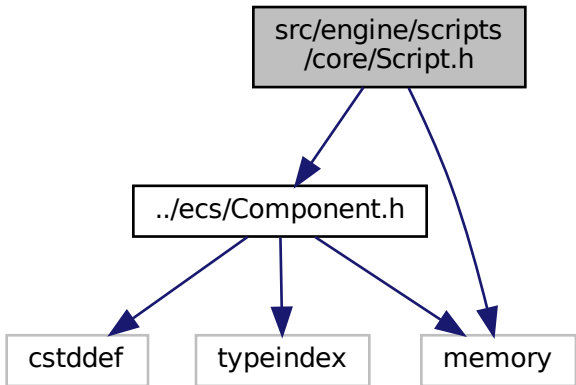 src/engine/scripts
/core/Script.h
../ecs/Component.h
cstddef
typeindex
memory